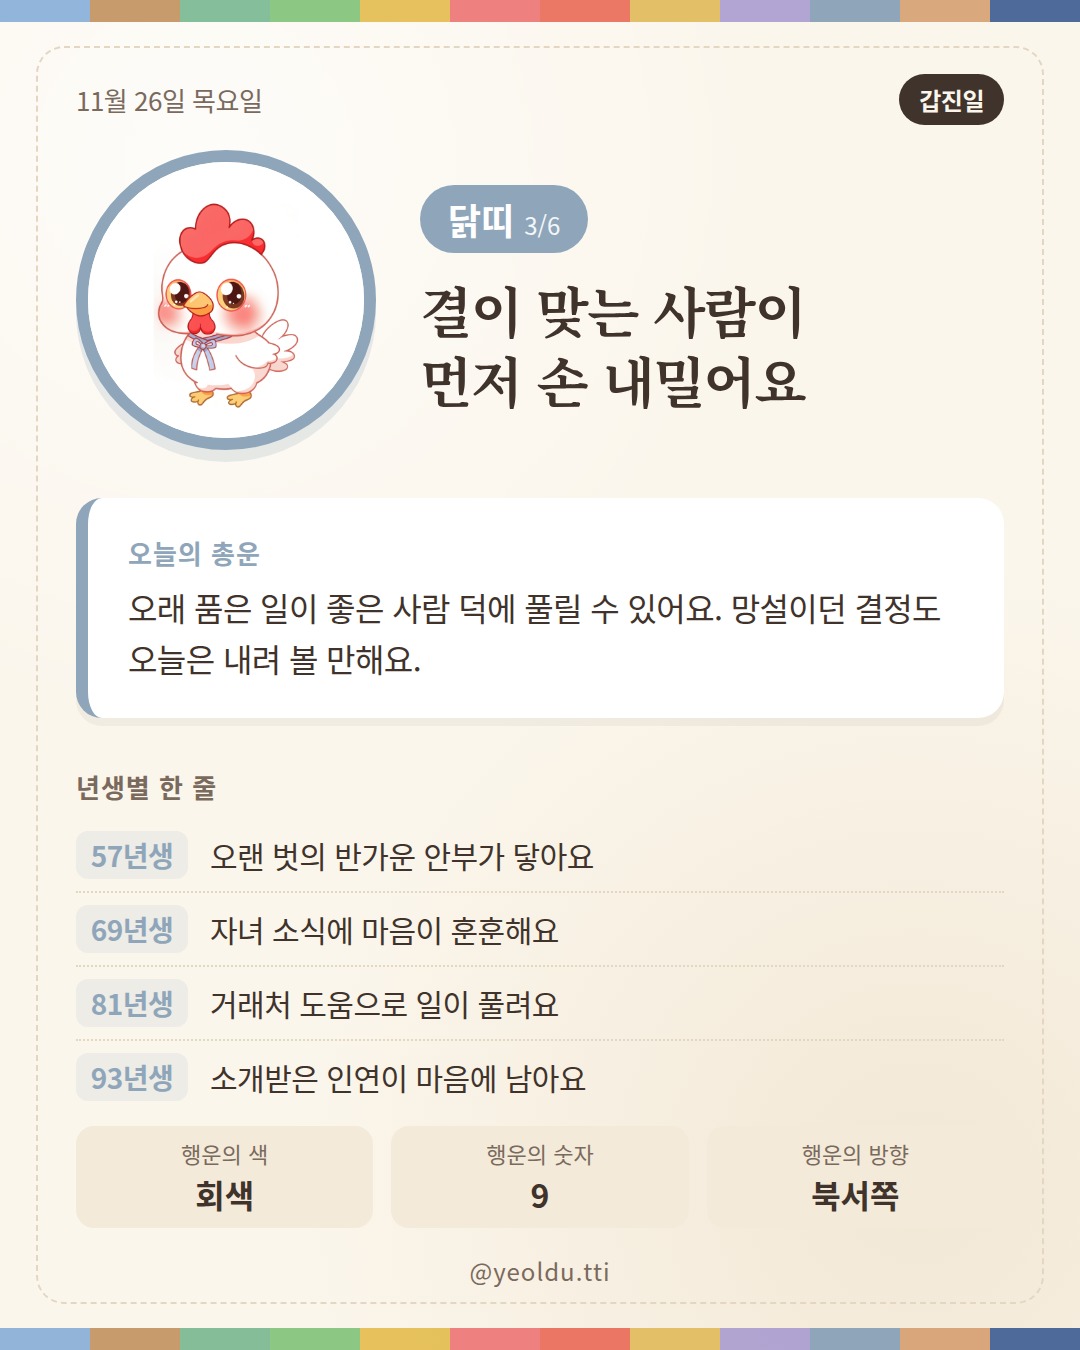 11월 26일 목요일
갑진일
닭띠 3/6
결이 맞는 사람이
먼저 손 내밀어요
오늘의 총운
오래 품은 일이 좋은 사람 덕에 풀릴 수 있어요. 망설이던 결정도
오늘은 내려 볼 만해요.
년생별 한 줄
57년생 오랜 벗의 반가운 안부가 닿아요
69년생 자녀 소식에 마음이 훈훈해요
81년생 거래처 도움으로 일이 풀려요
93년생 소개받은 인연이 마음에 남아요
행운의 색
회색
행운의 숫자
9
행운의 방향
북서쪽
@yeoldu.tti